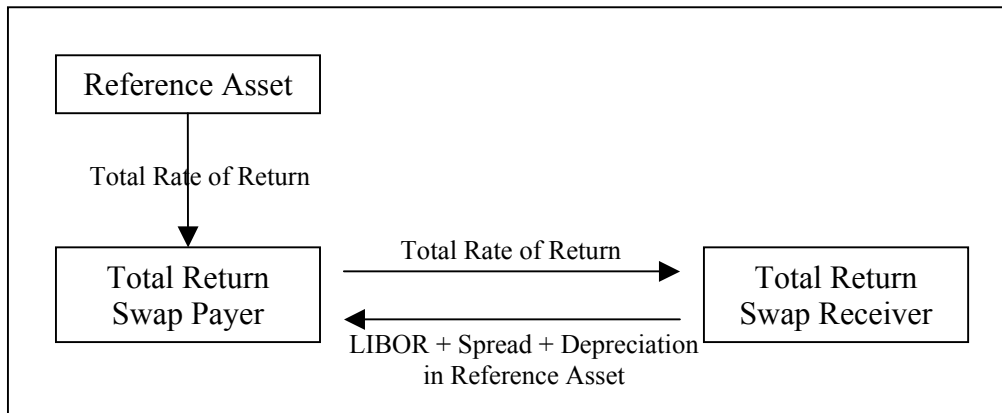 Reference Asset
Total Rate of Return
Total Return
Swap Payer
Total Rate of Return
LIBOR + Spread + Depreciation
in Reference Asset
Total Return
Swap Receiver